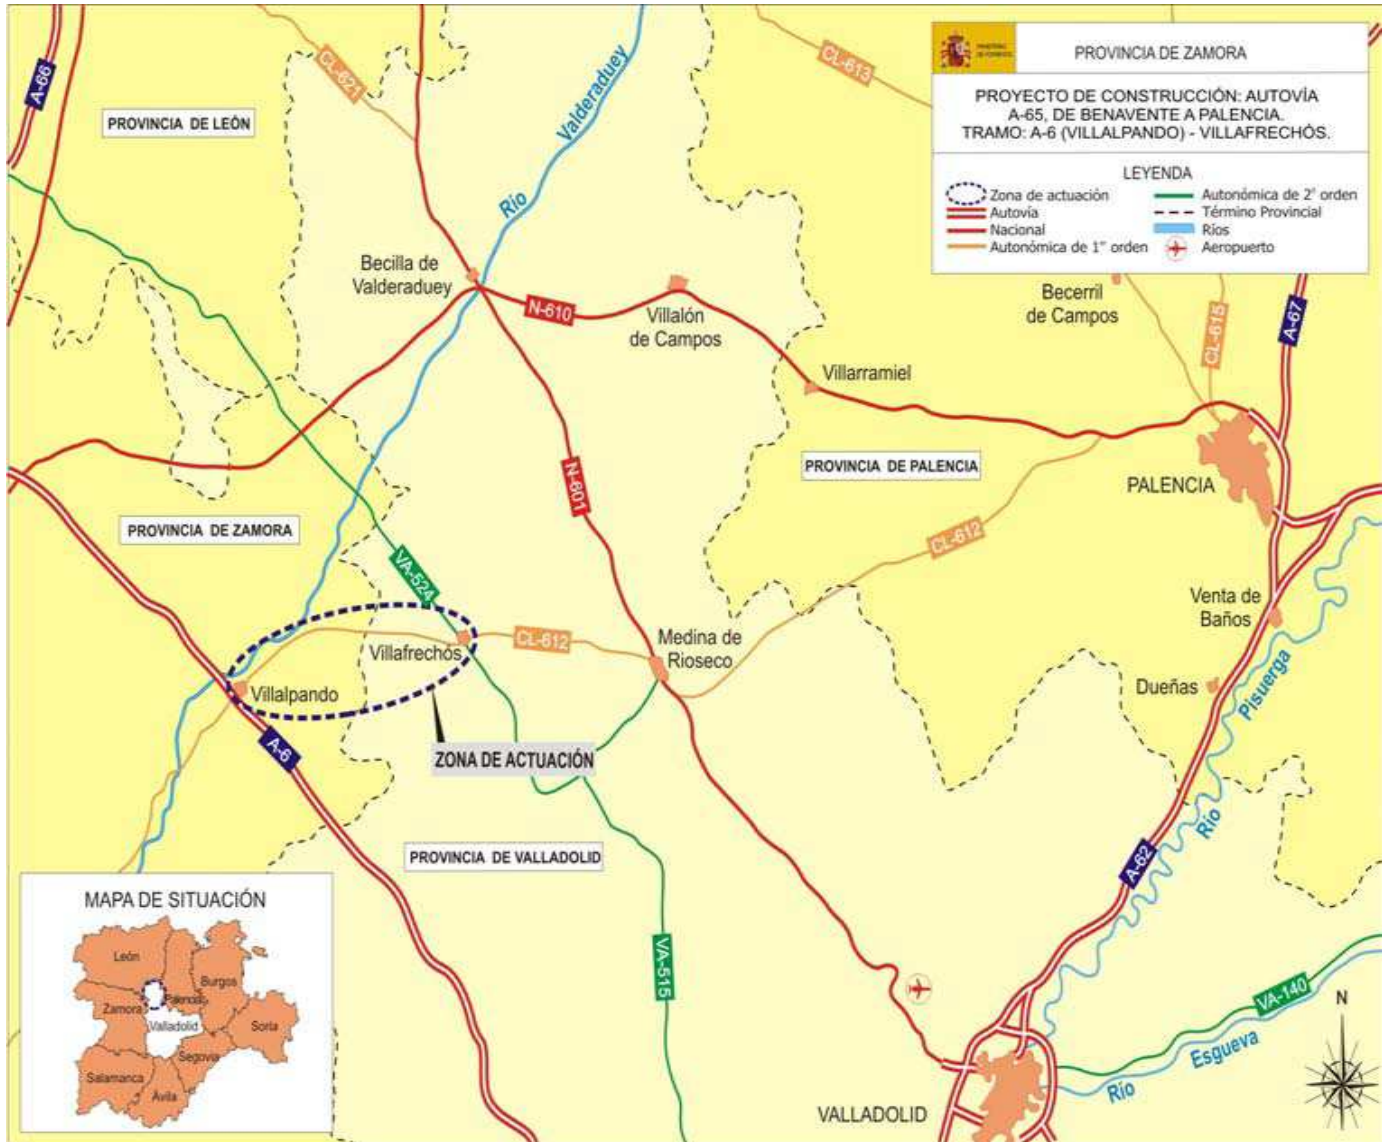 PROVINCIA DE ZAMORA
PROYECTO DE CONSTRUCCIÓN: AUTOVÍA
A-65, DE BENAVENTE A PALENCIA.
TRAMO: A-6 (VILLALPANDO) - VILLAFRECHÓS.
LEYENDA
Zona de actuación
Autovía
Nacional
Autonómica de 1ᵉʳ orden
Autonómica de 2º orden
Término Provincial
Ríos
Aeropuerto
A-66
CL-621
CL-613
PROVINCIA DE LEÓN
Río
Valderaduey
Becilla de
Valderaduey
N-610
Villalón
de Campos
Becerril
de Campos
CL-615
A-67
Villarramiel
PROVINCIA DE PALENCIA
PALENCIA
N-601
PROVINCIA DE ZAMORA
VA-524
CL-612
Venta de
Baños
Villafrechós
CL-612
Medina de
Rioseco
Villalpando
Dueñas
Río
Pisuerga
A-6
ZONA DE ACTUACIÓN
PROVINCIA DE VALLADOLID
A-62
VA-515
VA-140
Río
Esgueva
VALLADOLID
N
MAPA DE SITUACIÓN
León
Burgos
Palencia
Zamora
Valladolid
Soria
Segovia
Salamanca
Ávila